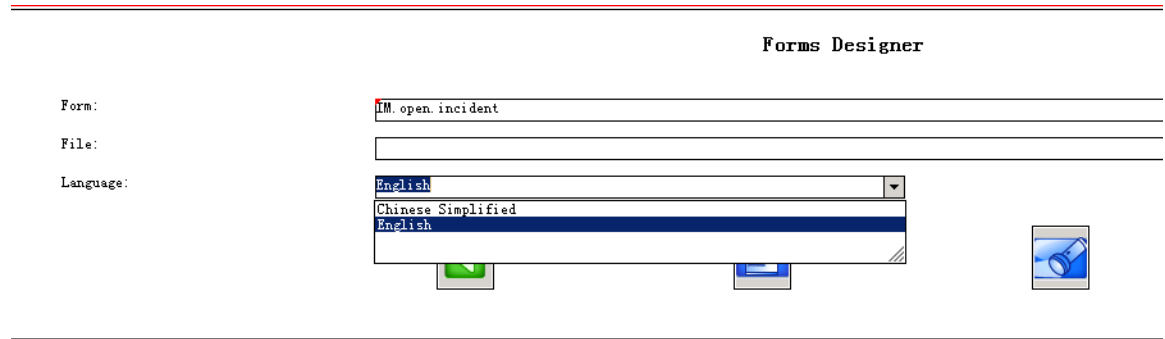 Forms Designer
Form:
IM.open.incident
File:
Language:
English
Chinese Simplified
English